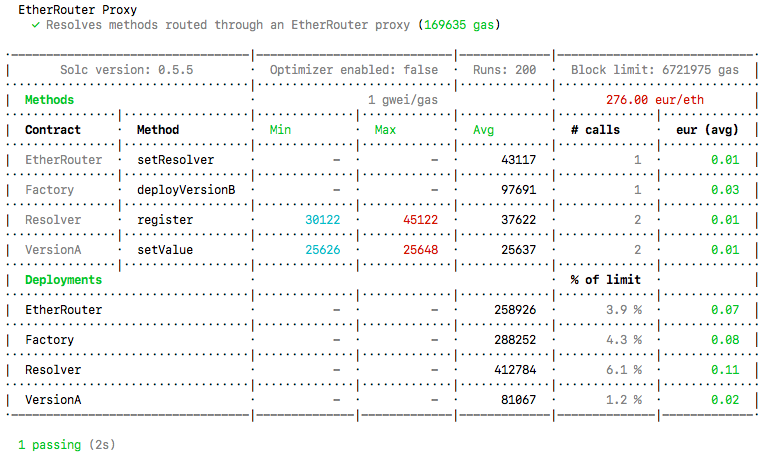 EtherRouter Proxy
✓ Resolves methods routed through an EtherRouter proxy (169635 gas)
Solc version: 0.5.5 · Optimizer enabled: false · Runs: 200 · Block limit: 6721975 gas
Methods · 1 gwei/gas · 276.00 eur/eth
Contract · Method · Min · Max · Avg · # calls · eur (avg)
EtherRouter · setResolver · – · – · 43117 · 1 · 0.01
Factory · deployVersionB · – · – · 97691 · 1 · 0.03
Resolver · register · 30122 · 45122 · 37622 · 2 · 0.01
VersionA · setValue · 25626 · 25648 · 25637 · 2 · 0.01
Deployments · % of limit ·
EtherRouter · – · – · 258926 · 3.9 % · 0.07
Factory · – · – · 288252 · 4.3 % · 0.08
Resolver · – · – · 412784 · 6.1 % · 0.11
VersionA · – · – · 81067 · 1.2 % · 0.02
1 passing (2s)